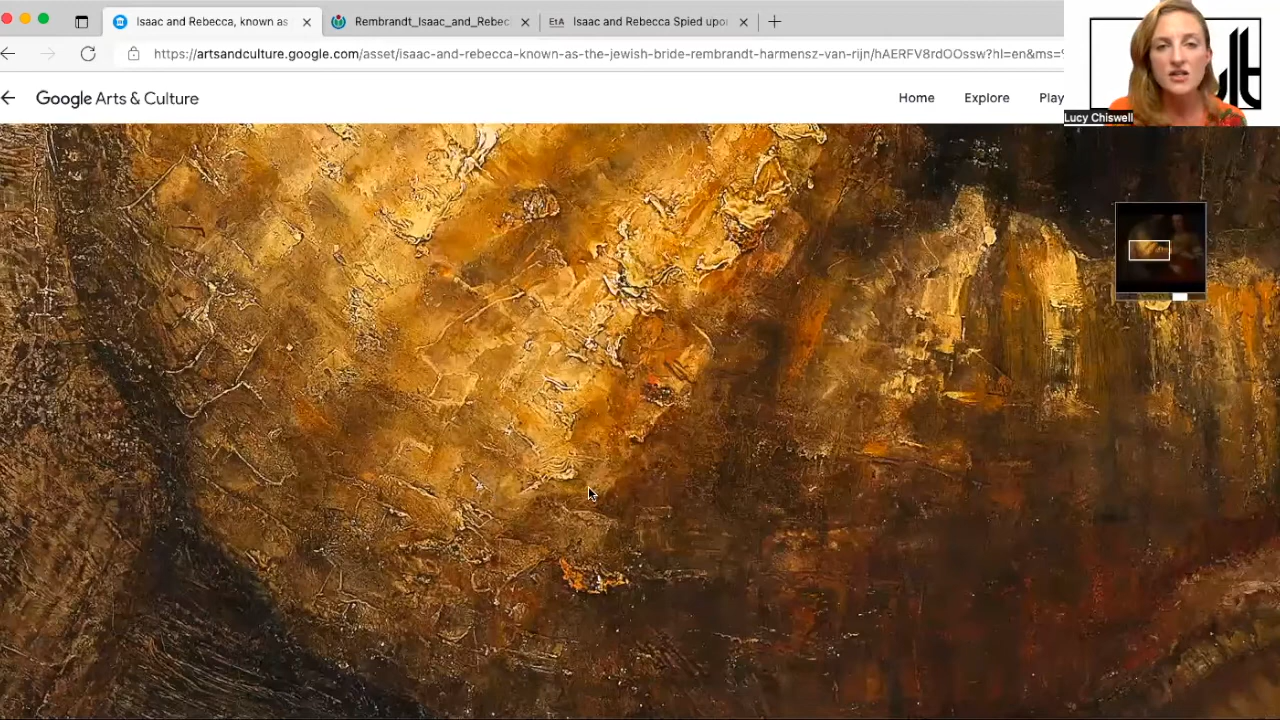 Isaac and Rebecca, known as
Rembrandt_Isaac_and_Rebec
EtA Isaac and Rebecca Spied upo
https://artsandculture.google.com/asset/isaac-and-rebecca-known-as-the-jewish-bride-rembrandt-harmensz-van-rijn/hAERFV8rdOOssw?hl=en&ms=
Google Arts & Culture
Home
Explore
Play
Lucy Chiswell